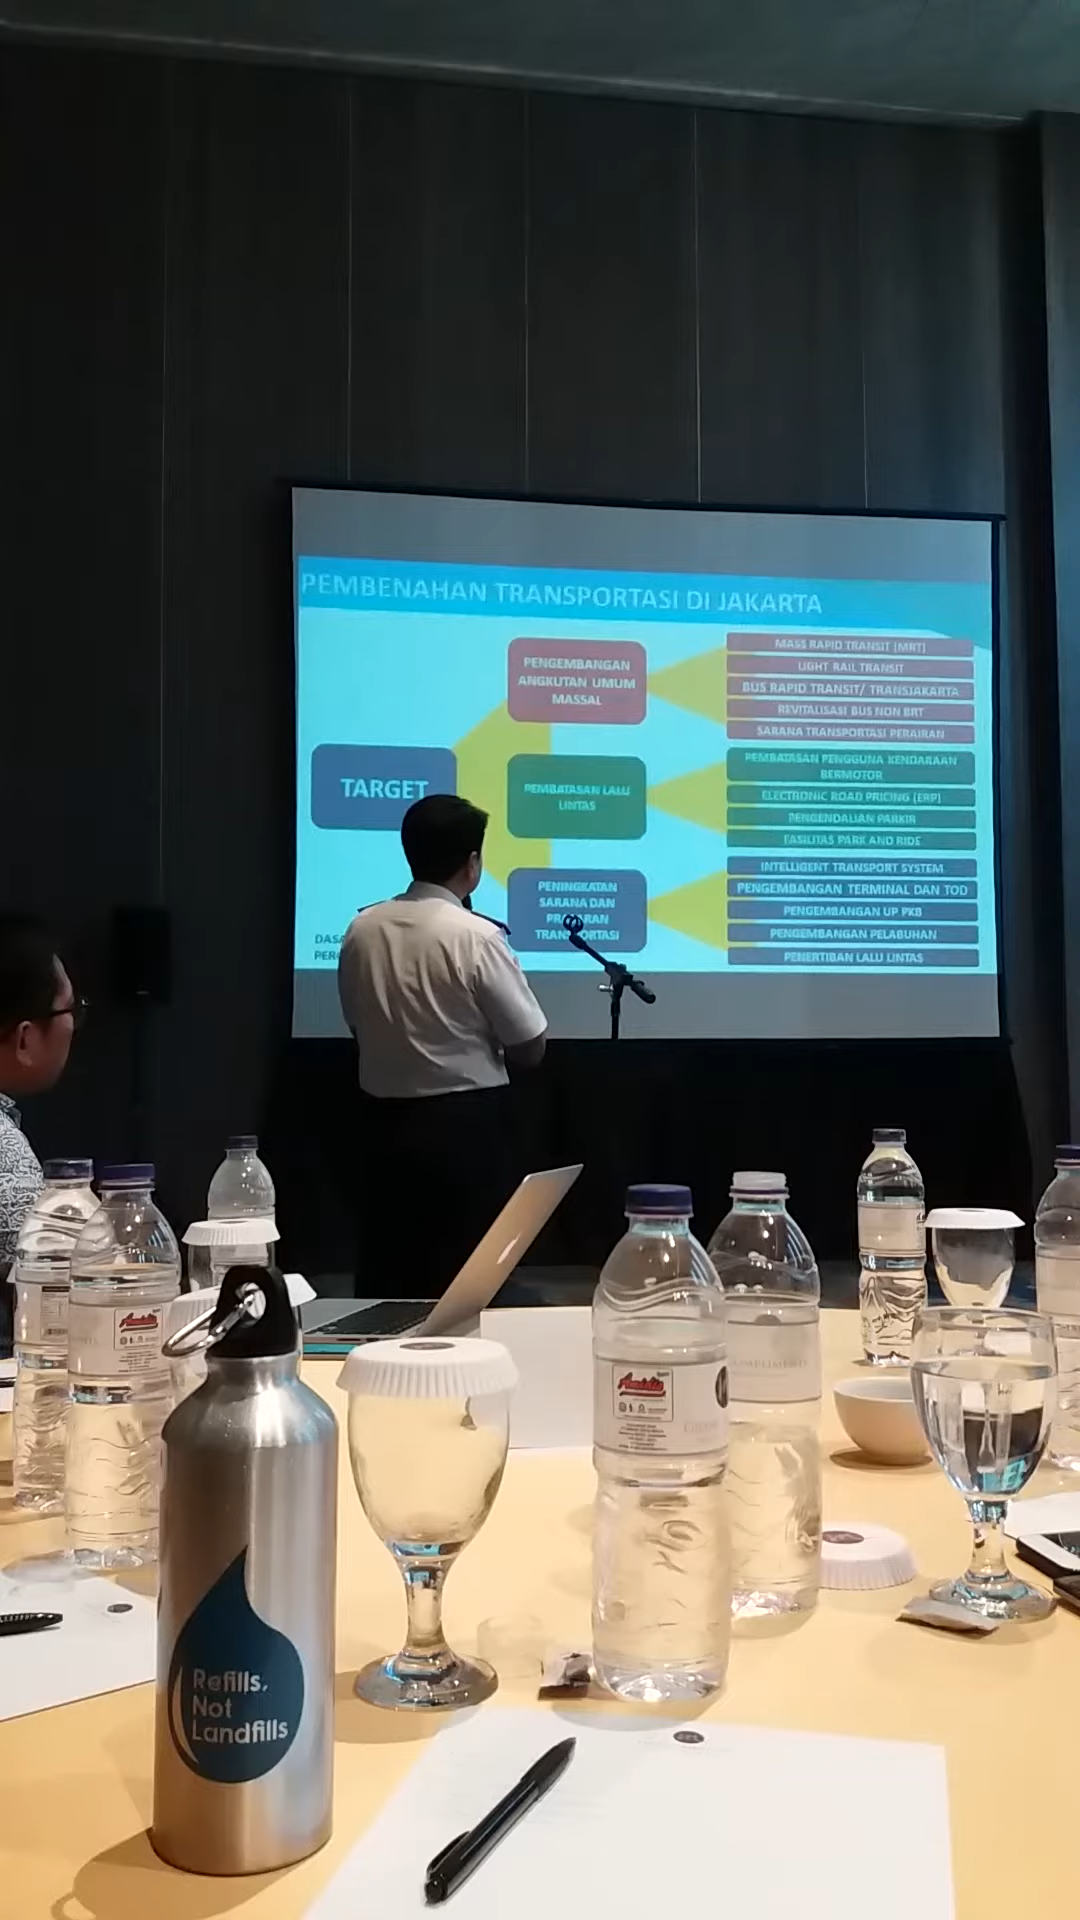 PEMBENAHAN TRANSPORTASI DI JAKARTA
TARGET
PENGEMBANGAN
ANGKUTAN UMUM
MASSAL
MASS RAPID TRANSIT (MRT)
LIGHT RAIL TRANSIT
BUS RAPID TRANSIT/ TRANSJAKARTA
REVITALISASI BUS NON BRT
SARANA TRANSPORTASI PERAIRAN
PEMBATASAN LALU
LINTAS
PEMBATASAN PENGGUNA KENDARAAN
BERMOTOR
ELECTRONIC ROAD PRICING (ERP)
PENGENDALIAN PARKIR
FASILITAS PARK AND RIDE
PENINGKATAN
SARANA DAN
INTELLIGENT TRANSPORT SYSTEM
PENGEMBANGAN TERMINAL DAN TOD
PENGEMBANGAN UP PKB
PENGEMBANGAN PELABUHAN
PENERTIBAN LALU LINTAS
Amidis
Amidis
COMPLIMENTS
Refills,
Not
Landfills